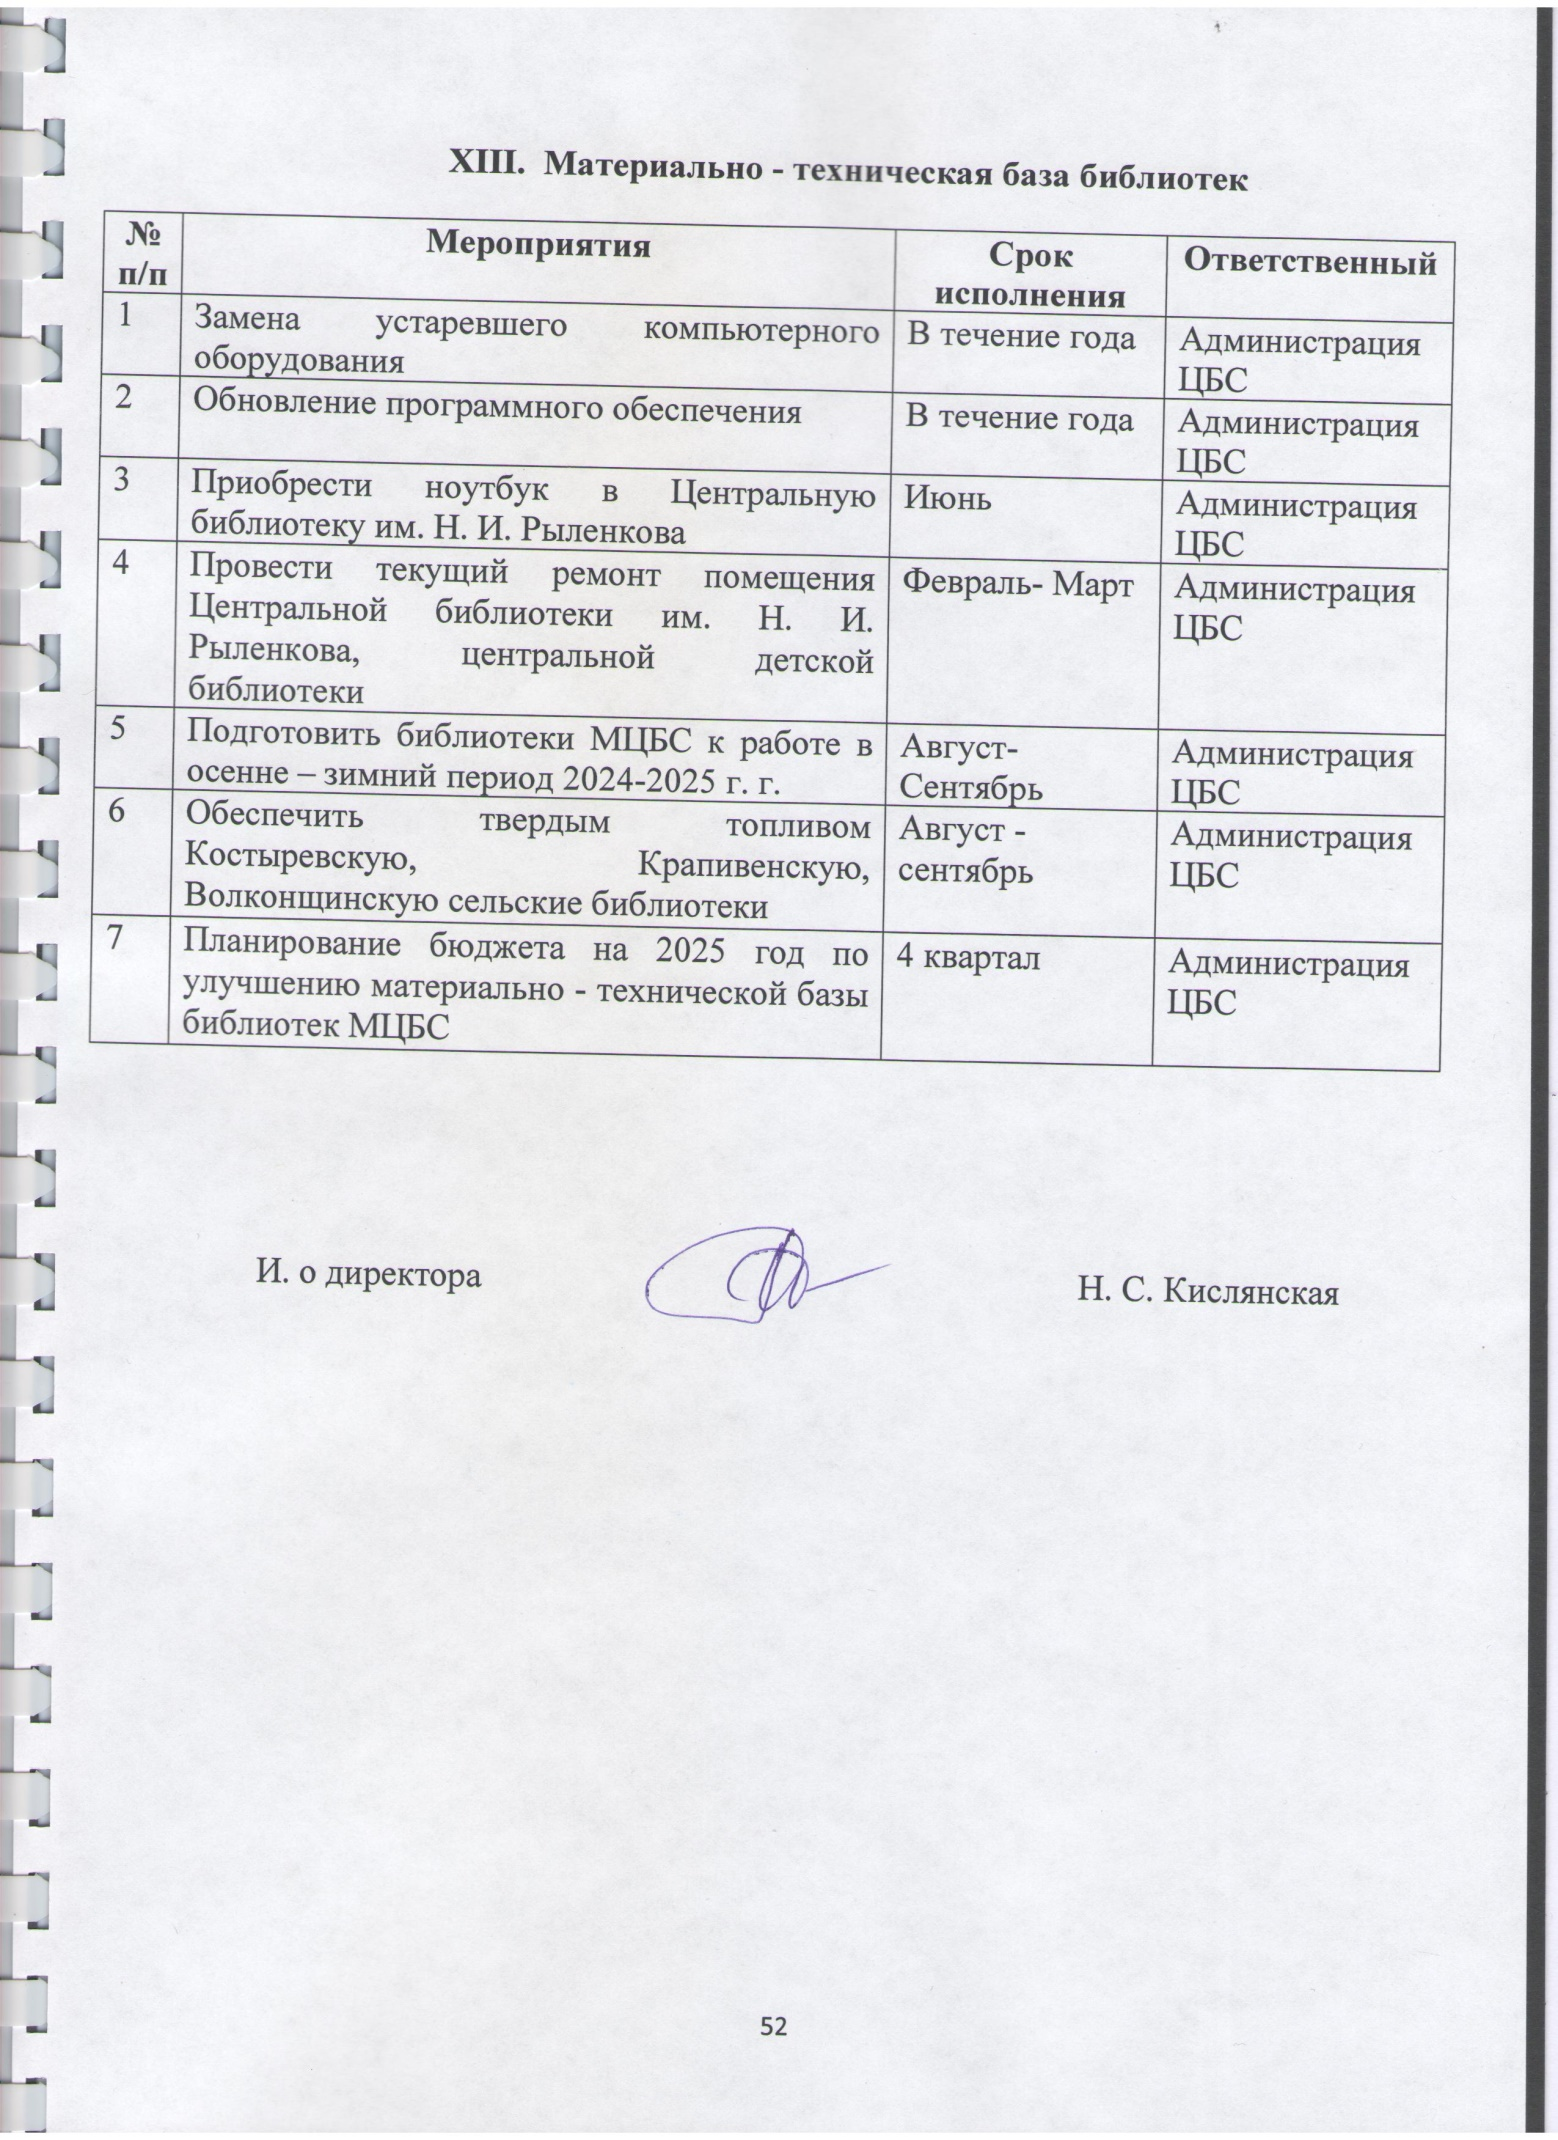 XIII. Материально - техническая база библиотек
№ п/п Мероприятия Срок исполнения Ответственный
1 Замена устаревшего компьютерного оборудования В течение года Администрация ЦБС
2 Обновление программного обеспечения В течение года Администрация ЦБС
3 Приобрести ноутбук в Центральную библиотеку им. Н. И. Рыленкова Июнь Администрация ЦБС
4 Провести текущий ремонт помещения Центральной библиотеки им. Н. И. Рыленкова, центральной детской библиотеки Февраль- Март Администрация ЦБС
5 Подготовить библиотеки МЦБС к работе в осенне – зимний период 2024-2025 г. г. Август- Сентябрь Администрация ЦБС
6 Обеспечить твердым топливом Костыревскую, Крапивенскую, Волконщинскую сельские библиотеки Август - сентябрь Администрация ЦБС
7 Планирование бюджета на 2025 год по улучшению материально - технической базы библиотек МЦБС 4 квартал Администрация ЦБС
И. о директора Н. С. Кислянская
52